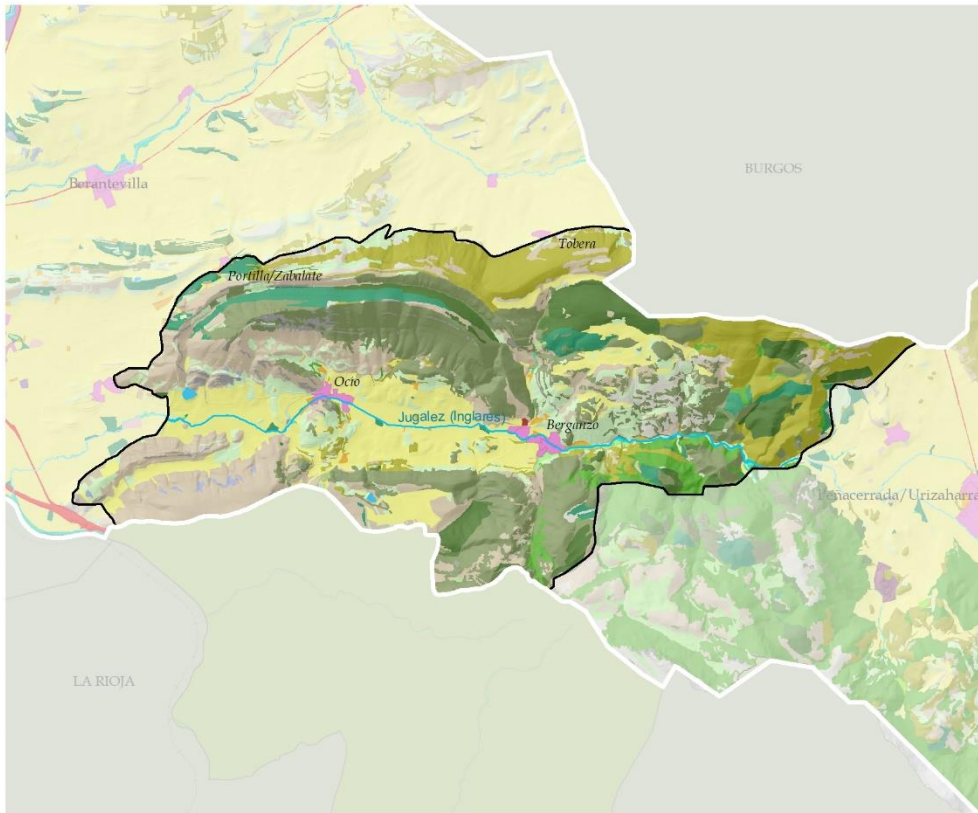 BURGOS
Berantevilla
Tobera
Portilla/Zabalate
Ocio
Jugalez (Inglares)
Berganzo
Peñacerrada/Urizaharra
LA RIOJA